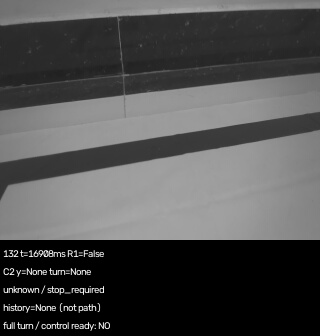 132 t=16908ms R1=False
C2 y=None turn=None
unknown / stop_required
history=None (not path)
full turn / control ready: NO